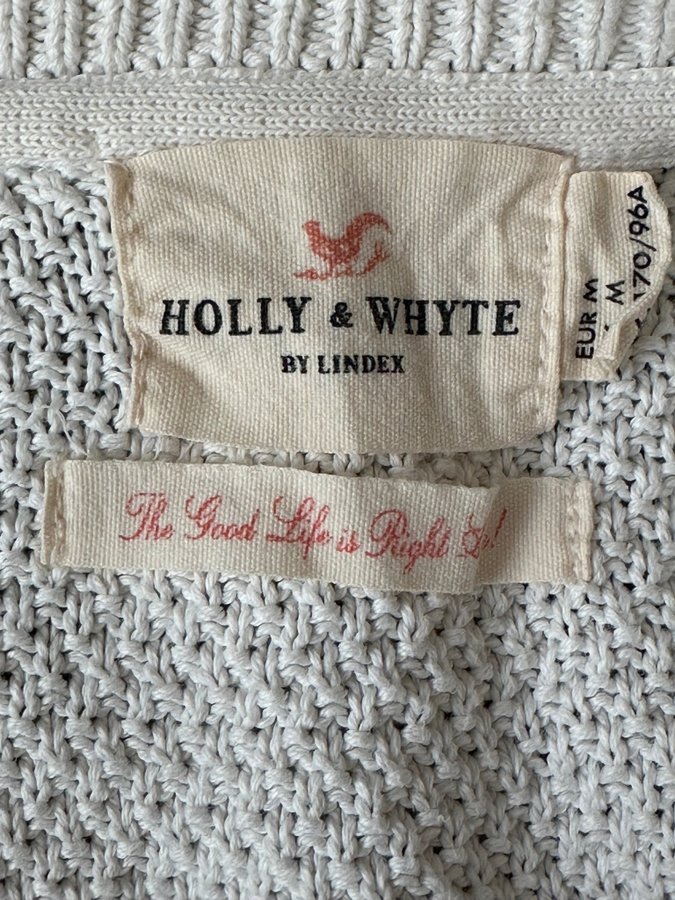 HOLLY & WHYTE
BY LINDEX
EUR M
M
170/96A
The Good Life is Right